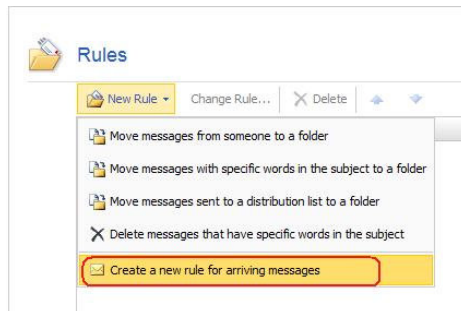 Rules
New Rule Change Rule... Delete
Move messages from someone to a folder
Move messages with specific words in the subject to a folder
Move messages sent to a distribution list to a folder
Delete messages that have specific words in the subject
Create a new rule for arriving messages